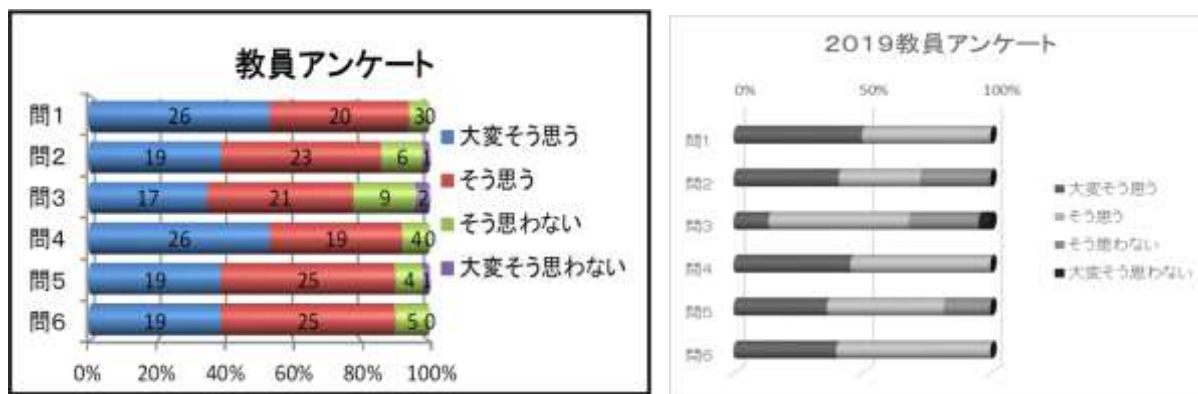 教員アンケート
問1 26 20 3 0
問2 19 23 6 1
問3 17 21 9 2
問4 26 19 4 0
問5 19 25 4 1
問6 19 25 5 0
0% 20% 40% 60% 80% 100%
大変そう思う
そう思う
そう思わない
大変そう思わない
2019教員アンケート
0% 50% 100%
問1
問2
問3
問4
問5
問6
大変そう思う
そう思う
そう思わない
大変そう思わない